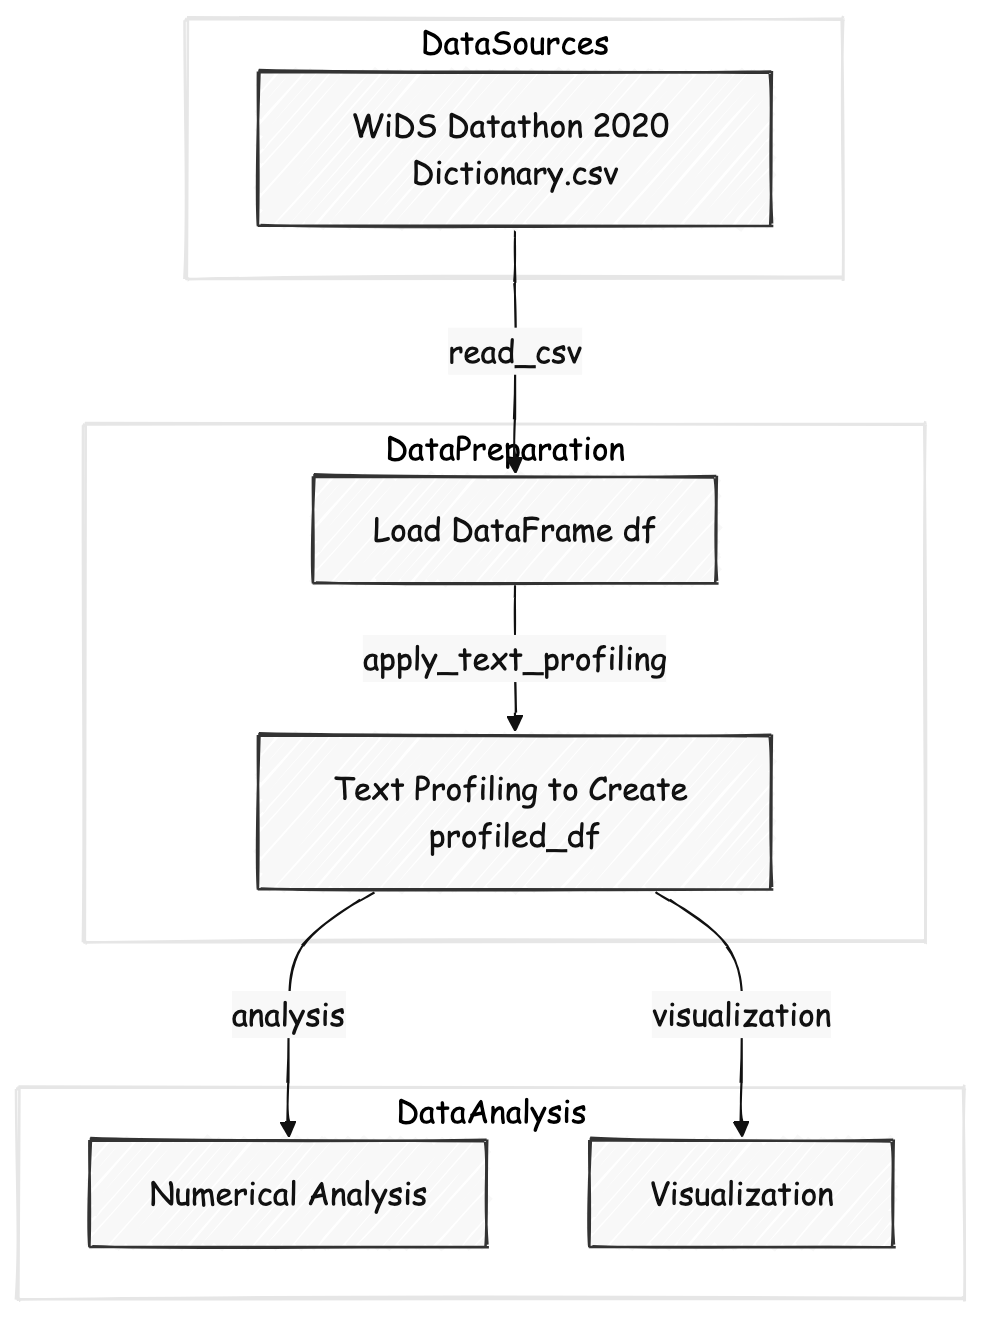 DataSources
WiDS Datathon 2020
Dictionary.csv
read_csv
DataPreparation
Load DataFrame df
apply_text_profiling
Text Profiling to Create
profiled_df
analysis
visualization
DataAnalysis
Numerical Analysis
Visualization